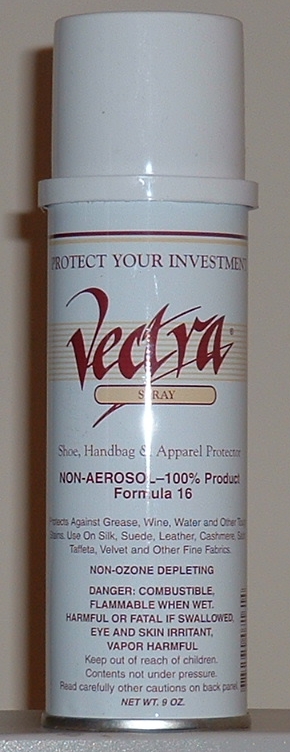 PROTECT YOUR INVESTMENT
Vectra®
SPRAY
Shoe, Handbag & Apparel Protector
NON-AEROSOL–100% Product
Formula 16
Protects Against Grease, Wine, Water and Other
Stains. Use On Silk, Suede, Leather, Cashmere,
Taffeta, Velvet and Other Fine Fabrics.
NON-OZONE DEPLETING
DANGER: COMBUSTIBLE,
FLAMMABLE WHEN WET.
HARMFUL OR FATAL IF SWALLOWED,
EYE AND SKIN IRRITANT,
VAPOR HARMFUL
Keep out of reach of children.
Contents not under pressure.
Read carefully other cautions on back panel.
NET WT. 9 OZ.